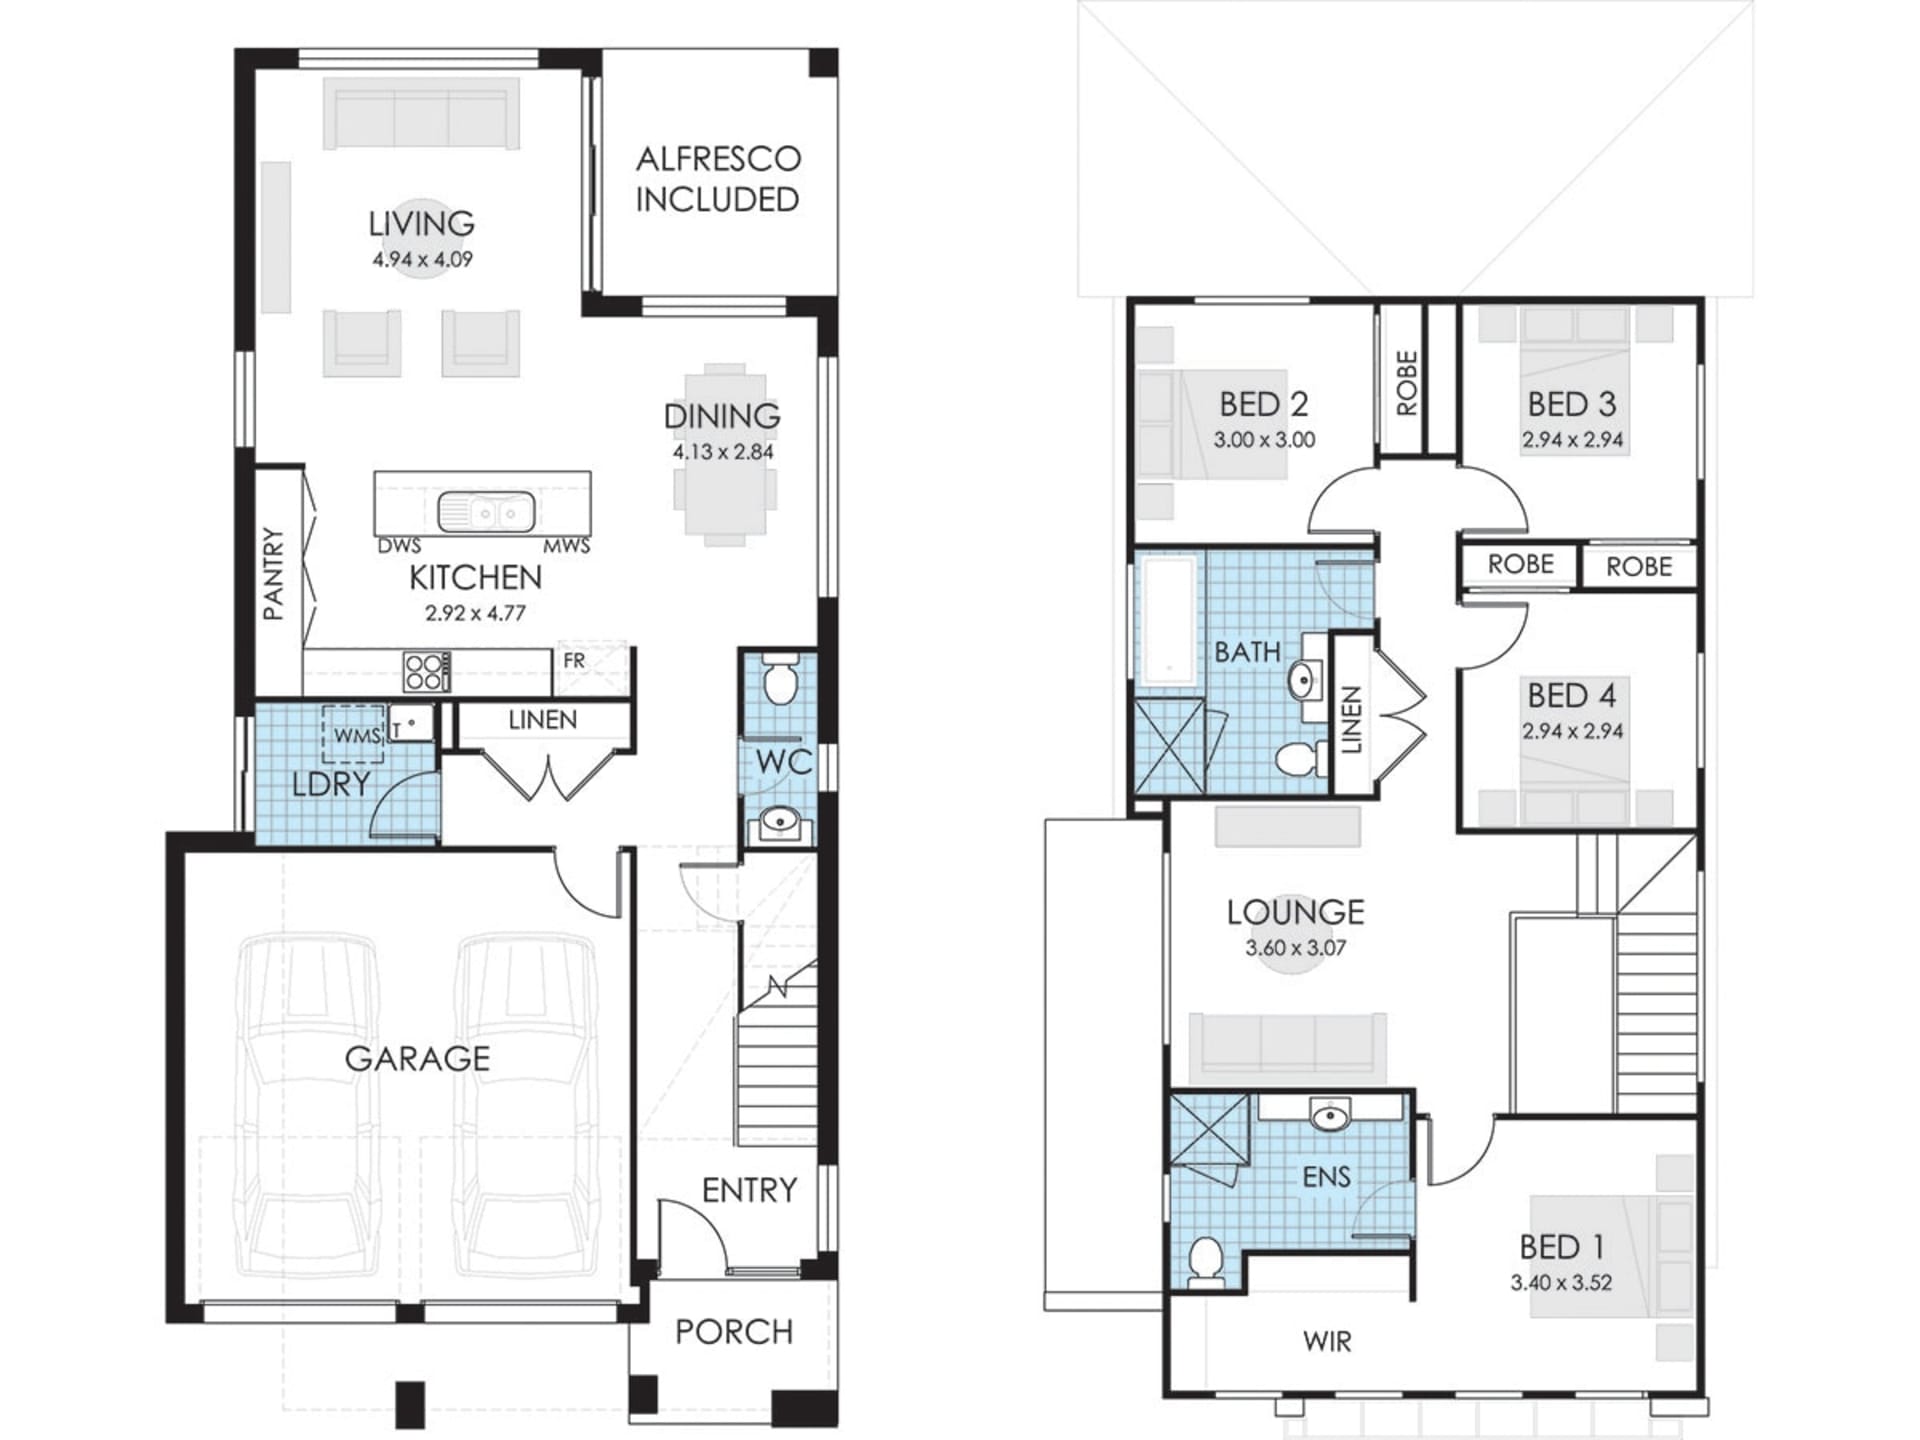 ALFRESCO
INCLUDED
LIVING
4.94 x 4.09
DINING
4.13 x 2.84
DWS
MWS
PANTRY
KITCHEN
2.92 x 4.77
FR
LINEN
WMS
T
LDRY
WC
GARAGE
ENTRY
PORCH
BED 2
3.00 x 3.00
ROBE
BED 3
2.94 x 2.94
ROBE
ROBE
BATH
LINEN
BED 4
2.94 x 2.94
LOUNGE
3.60 x 3.07
ENS
BED 1
3.40 x 3.52
WIR